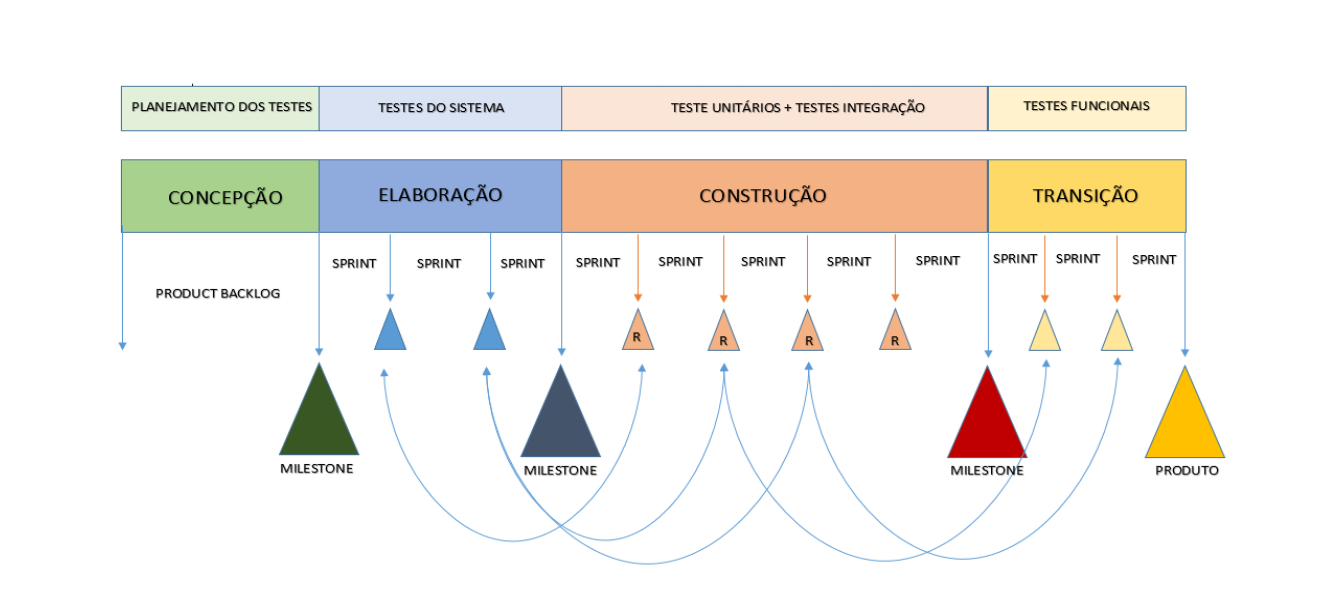 PLANEJAMENTO DOS TESTES
TESTES DO SISTEMA
TESTE UNITÁRIOS + TESTES INTEGRAÇÃO
TESTES FUNCIONAIS
CONCEPÇÃO
ELABORAÇÃO
CONSTRUÇÃO
TRANSIÇÃO
PRODUCT BACKLOG
SPRINT
SPRINT
SPRINT
SPRINT
SPRINT
SPRINT
SPRINT
SPRINT
SPRINT
SPRINT
SPRINT
R
R
R
R
MILESTONE
MILESTONE
MILESTONE
PRODUTO